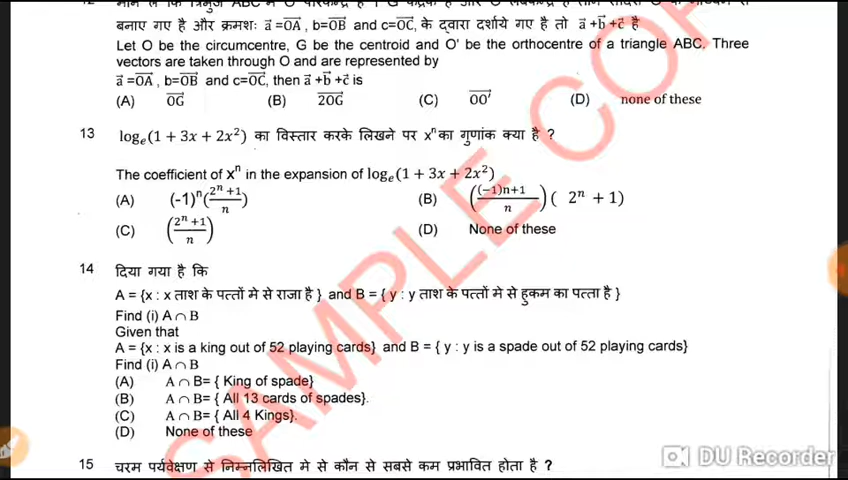 बनाए गए है और क्रमशः a⃗ =OA⃗ , b=OB⃗ and c=OC⃗, के द्वारा दर्शाये गए है तो a⃗ +b⃗ +c⃗ है
Let O be the circumcentre, G be the centroid and O' be the orthocentre of a triangle ABC, Three
vectors are taken through O and are represented by
a⃗ =OA⃗ , b=OB⃗ and c=OC⃗, then a⃗ +b⃗ +c⃗ is
(A) OG⃗ (B) 2OG⃗ (C) OO'⃗ (D) none of these
13 logₑ(1 + 3x + 2x²) का विस्तार करके लिखने पर xⁿ का गुणांक क्या है ?
The coefficient of xⁿ in the expansion of logₑ(1 + 3x + 2x²)
(A) (-1)ⁿ((2ⁿ+1)/n) (B) (((-1)n+1)/n) ( 2ⁿ + 1)
(C) ((2ⁿ+1)/n) (D) None of these
14 दिया गया है कि
A = {x : x ताश के पत्तों मे से राजा है } and B = { y : y ताश के पत्तों मे से हुकम का पत्ता है }
Find (i) A ∩ B
Given that
A = {x : x is a king out of 52 playing cards} and B = { y : y is a spade out of 52 playing cards}
Find (i) A ∩ B
(A) A ∩ B= { King of spade}
(B) A ∩ B= { All 13 cards of spades}.
(C) A ∩ B= { All 4 Kings}.
(D) None of these
15 चरम पर्यवेक्षण से निम्नलिखित मे से कौन से सबसे कम प्रभावित होता है ?
SAMPLE CO
DU Recorder